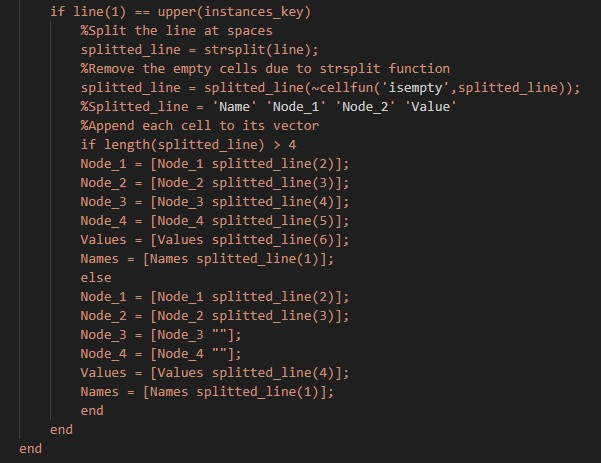 if line(1) == upper(instances_key)
%Split the line at spaces
splitted_line = strsplit(line);
%Remove the empty cells due to strsplit function
splitted_line = splitted_line(~cellfun('isempty',splitted_line));
%Splitted_line = 'Name' 'Node_1' 'Node_2' 'Value'
%Append each cell to its vector
if length(splitted_line) > 4
Node_1 = [Node_1 splitted_line(2)];
Node_2 = [Node_2 splitted_line(3)];
Node_3 = [Node_3 splitted_line(4)];
Node_4 = [Node_4 splitted_line(5)];
Values = [Values splitted_line(6)];
Names = [Names splitted_line(1)];
else
Node_1 = [Node_1 splitted_line(2)];
Node_2 = [Node_2 splitted_line(3)];
Node_3 = [Node_3 ""];
Node_4 = [Node_4 ""];
Values = [Values splitted_line(4)];
Names = [Names splitted_line(1)];
end
end
end